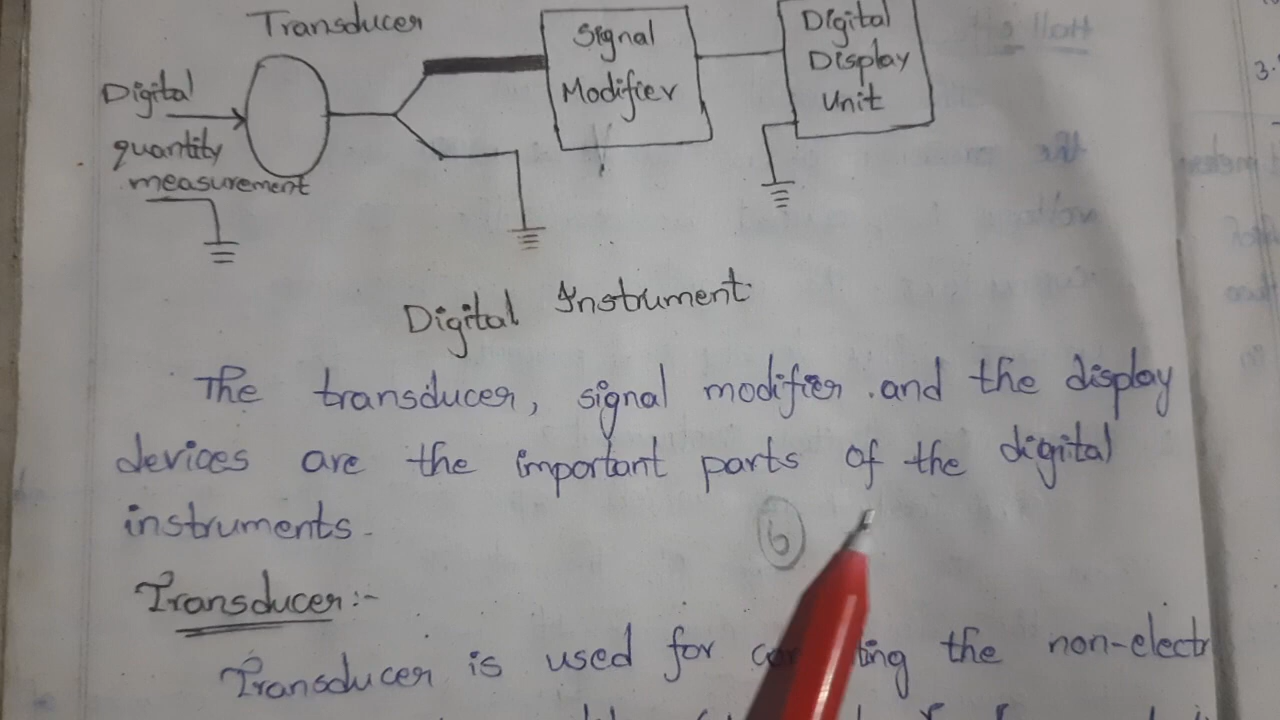 Transducer
Digital
quantity
measurement
Signal
Modifier
Digital
Display
Unit
Digital Instrument
The transducer, signal modifier and the display
devices are the important parts of the digital
instruments.
6
Transducer:-
Transducer is used for the non-electr
3.